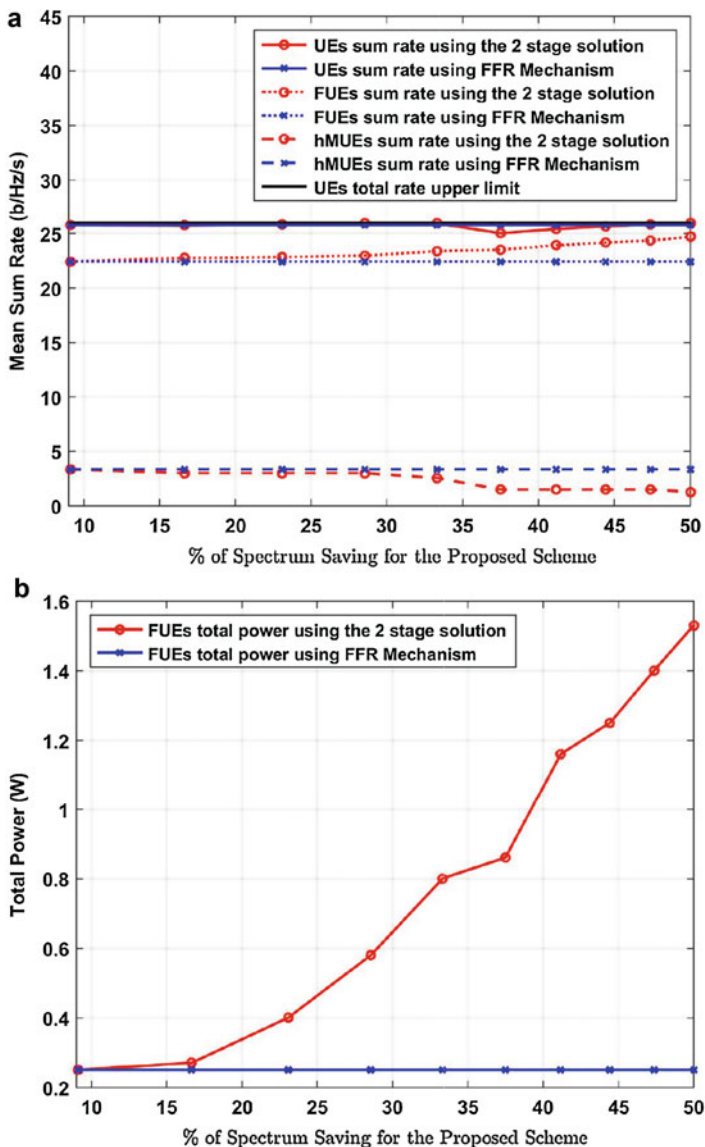 a
45
40
35
30
25
20
15
10
5
0
Mean Sum Rate (b/Hz/s)
UEs sum rate using the 2 stage solution
UEs sum rate using FFR Mechanism
FUEs sum rate using the 2 stage solution
FUEs sum rate using FFR Mechanism
hMUEs sum rate using the 2 stage solution
hMUEs sum rate using FFR Mechanism
UEs total rate upper limit
10 15 20 25 30 35 40 45 50
% of Spectrum Saving for the Proposed Scheme
b
1.6
1.4
1.2
1
0.8
0.6
0.4
0.2
Total Power (W)
FUEs total power using the 2 stage solution
FUEs total power using FFR Mechanism
10 15 20 25 30 35 40 45 50
% of Spectrum Saving for the Proposed Scheme